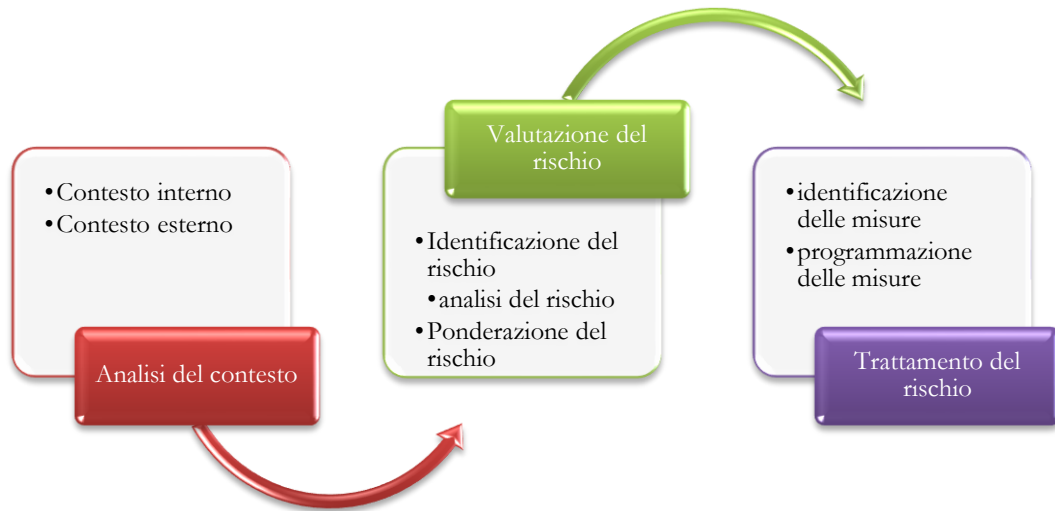 •Contesto interno
•Contesto esterno
Analisi del contesto
Valutazione del
rischio
•Identificazione del
rischio
•analisi del rischio
•Ponderazione del
rischio
•identificazione
delle misure
•programmazione
delle misure
Trattamento del
rischio